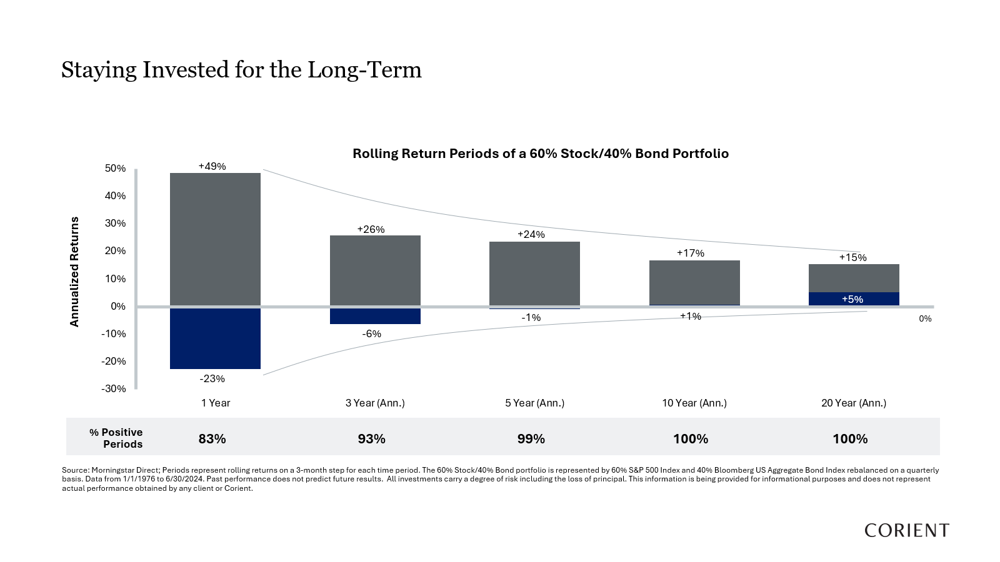 Staying Invested for the Long-Term
Rolling Return Periods of a 60% Stock/40% Bond Portfolio
Annualized Returns
50%
40%
30%
20%
10%
0%
-10%
-20%
-30%
+49%
+26%
+24%
+17%
+15%
+5%
-23%
-6%
-1%
+1%
0%
1 Year
3 Year (Ann.)
5 Year (Ann.)
10 Year (Ann.)
20 Year (Ann.)
% Positive
Periods
83%
93%
99%
100%
100%
Source: Morningstar Direct; Periods represent rolling returns on a 3-month step for each time period. The 60% Stock/40% Bond portfolio is represented by 60% S&P 500 Index and 40% Bloomberg US Aggregate Bond Index rebalanced on a quarterly
basis. Data from 1/1/1976 to 6/30/2024. Past performance does not predict future results.  All investments carry a degree of risk including the loss of principal. This information is being provided for informational purposes and does not represent
actual performance obtained by any client or Corient.
CORIENT